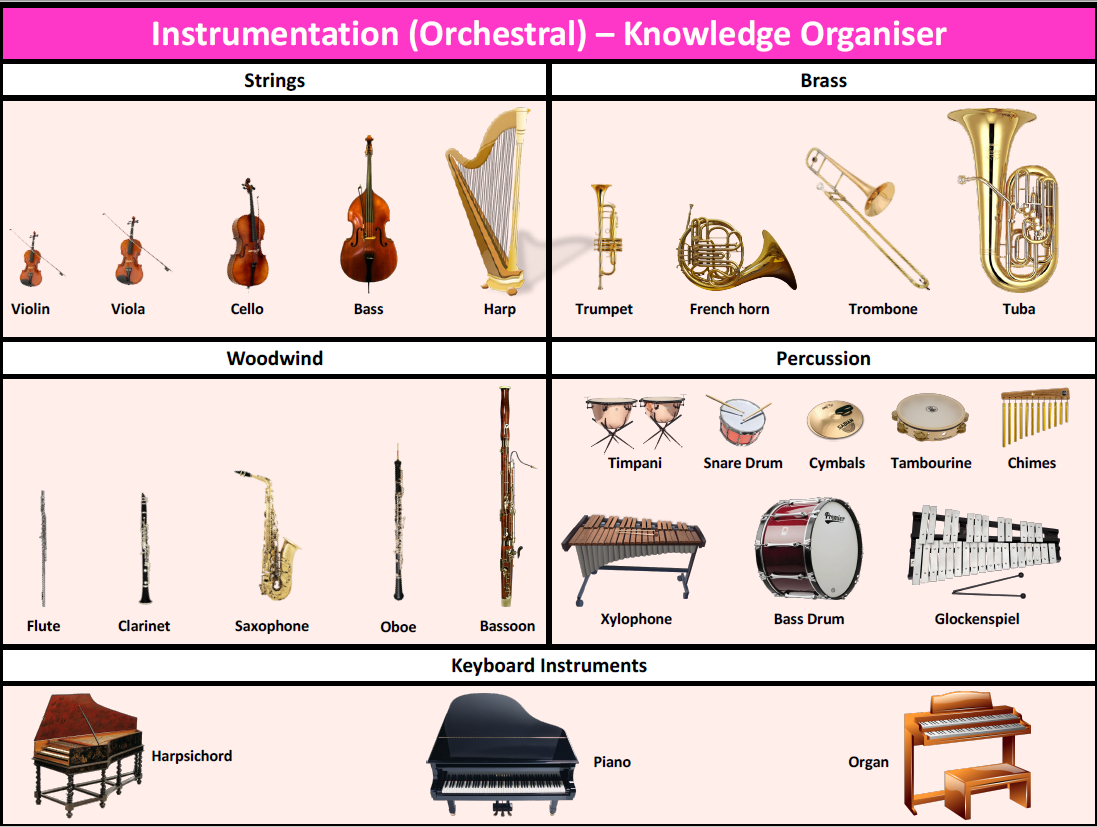 Instrumentation (Orchestral) – Knowledge Organiser
Strings
Brass
Violin
Viola
Cello
Bass
Harp
Trumpet
French horn
Trombone
Tuba
Woodwind
Percussion
Flute
Clarinet
Saxophone
Oboe
Bassoon
Timpani
Snare Drum
Cymbals
Tambourine
Chimes
SABIAN
Premier
Xylophone
Bass Drum
Glockenspiel
Keyboard Instruments
Harpsichord
Piano
Organ